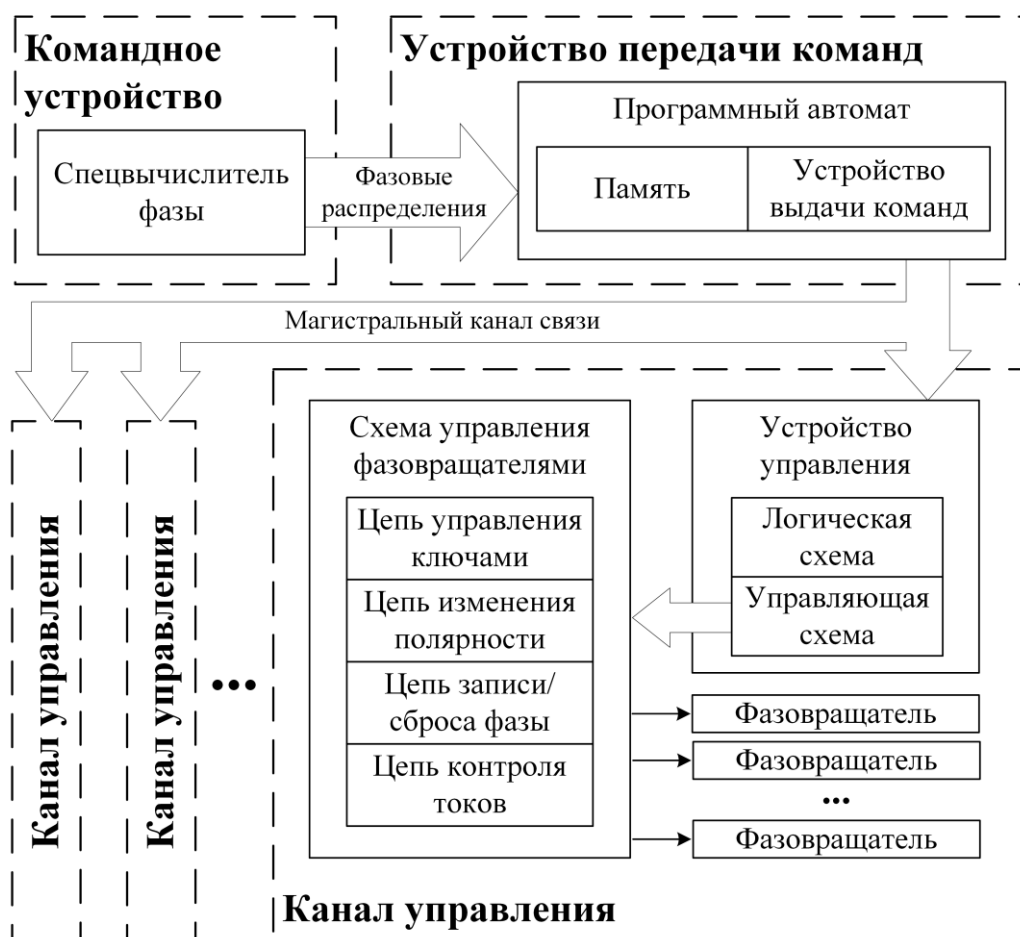 Командное
устройство
Спецвычислитель
фазы
Фазовые
распределения
Устройство передачи команд
Программный автомат
Память
Устройство
выдачи команд
Магистральный канал связи
Канал управления
Канал управления
...
Схема управления
фазовращателями
Цепь управления
ключами
Цепь изменения
полярности
Цепь записи/
сброса фазы
Цепь контроля
токов
Устройство
управления
Логическая
схема
Управляющая
схема
Фазовращатель
Фазовращатель
...
Фазовращатель
Канал управления